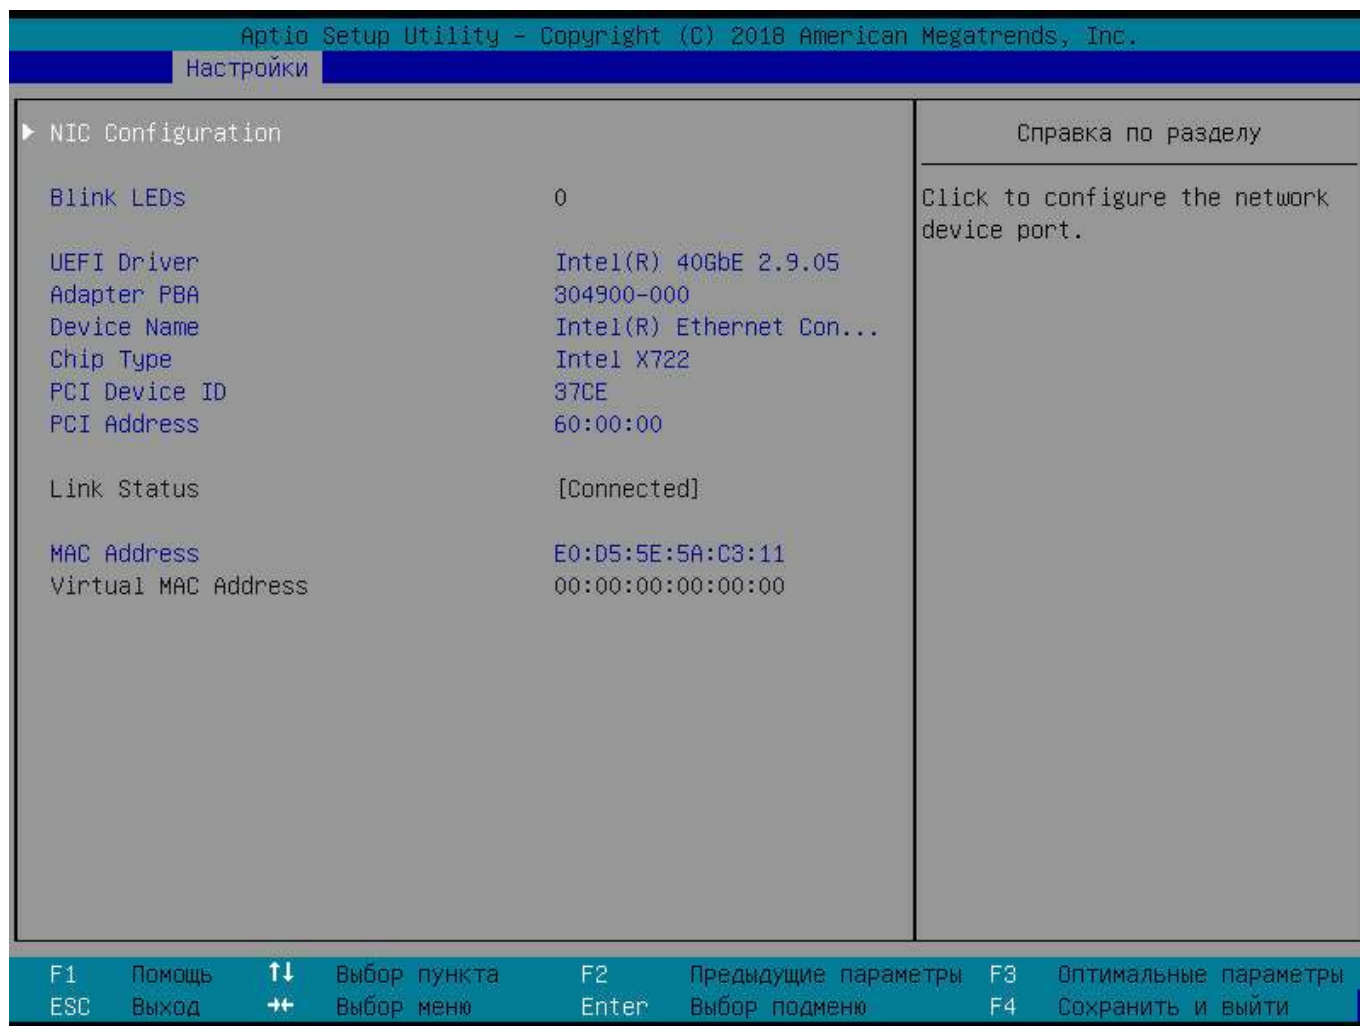 Aptio Setup Utility - Copyright (C) 2018 American Megatrends, Inc.
Настройки
NIC Configuration
Blink LEDs 0
UEFI Driver Intel(R) 40GbE 2.9.05
Adapter PBA 304900-000
Device Name Intel(R) Ethernet Con...
Chip Type Intel X722
PCI Device ID 37CE
PCI Address 60:00:00
Link Status [Connected]
MAC Address E0:D5:5E:5A:C3:11
Virtual MAC Address 00:00:00:00:00:00
Справка по разделу
Click to configure the network
device port.
F1 Помощь ↑↓ Выбор пункта F2 Предыдущие параметры F3 Оптимальные параметры
ESC Выход →← Выбор меню Enter Выбор подменю F4 Сохранить и выйти